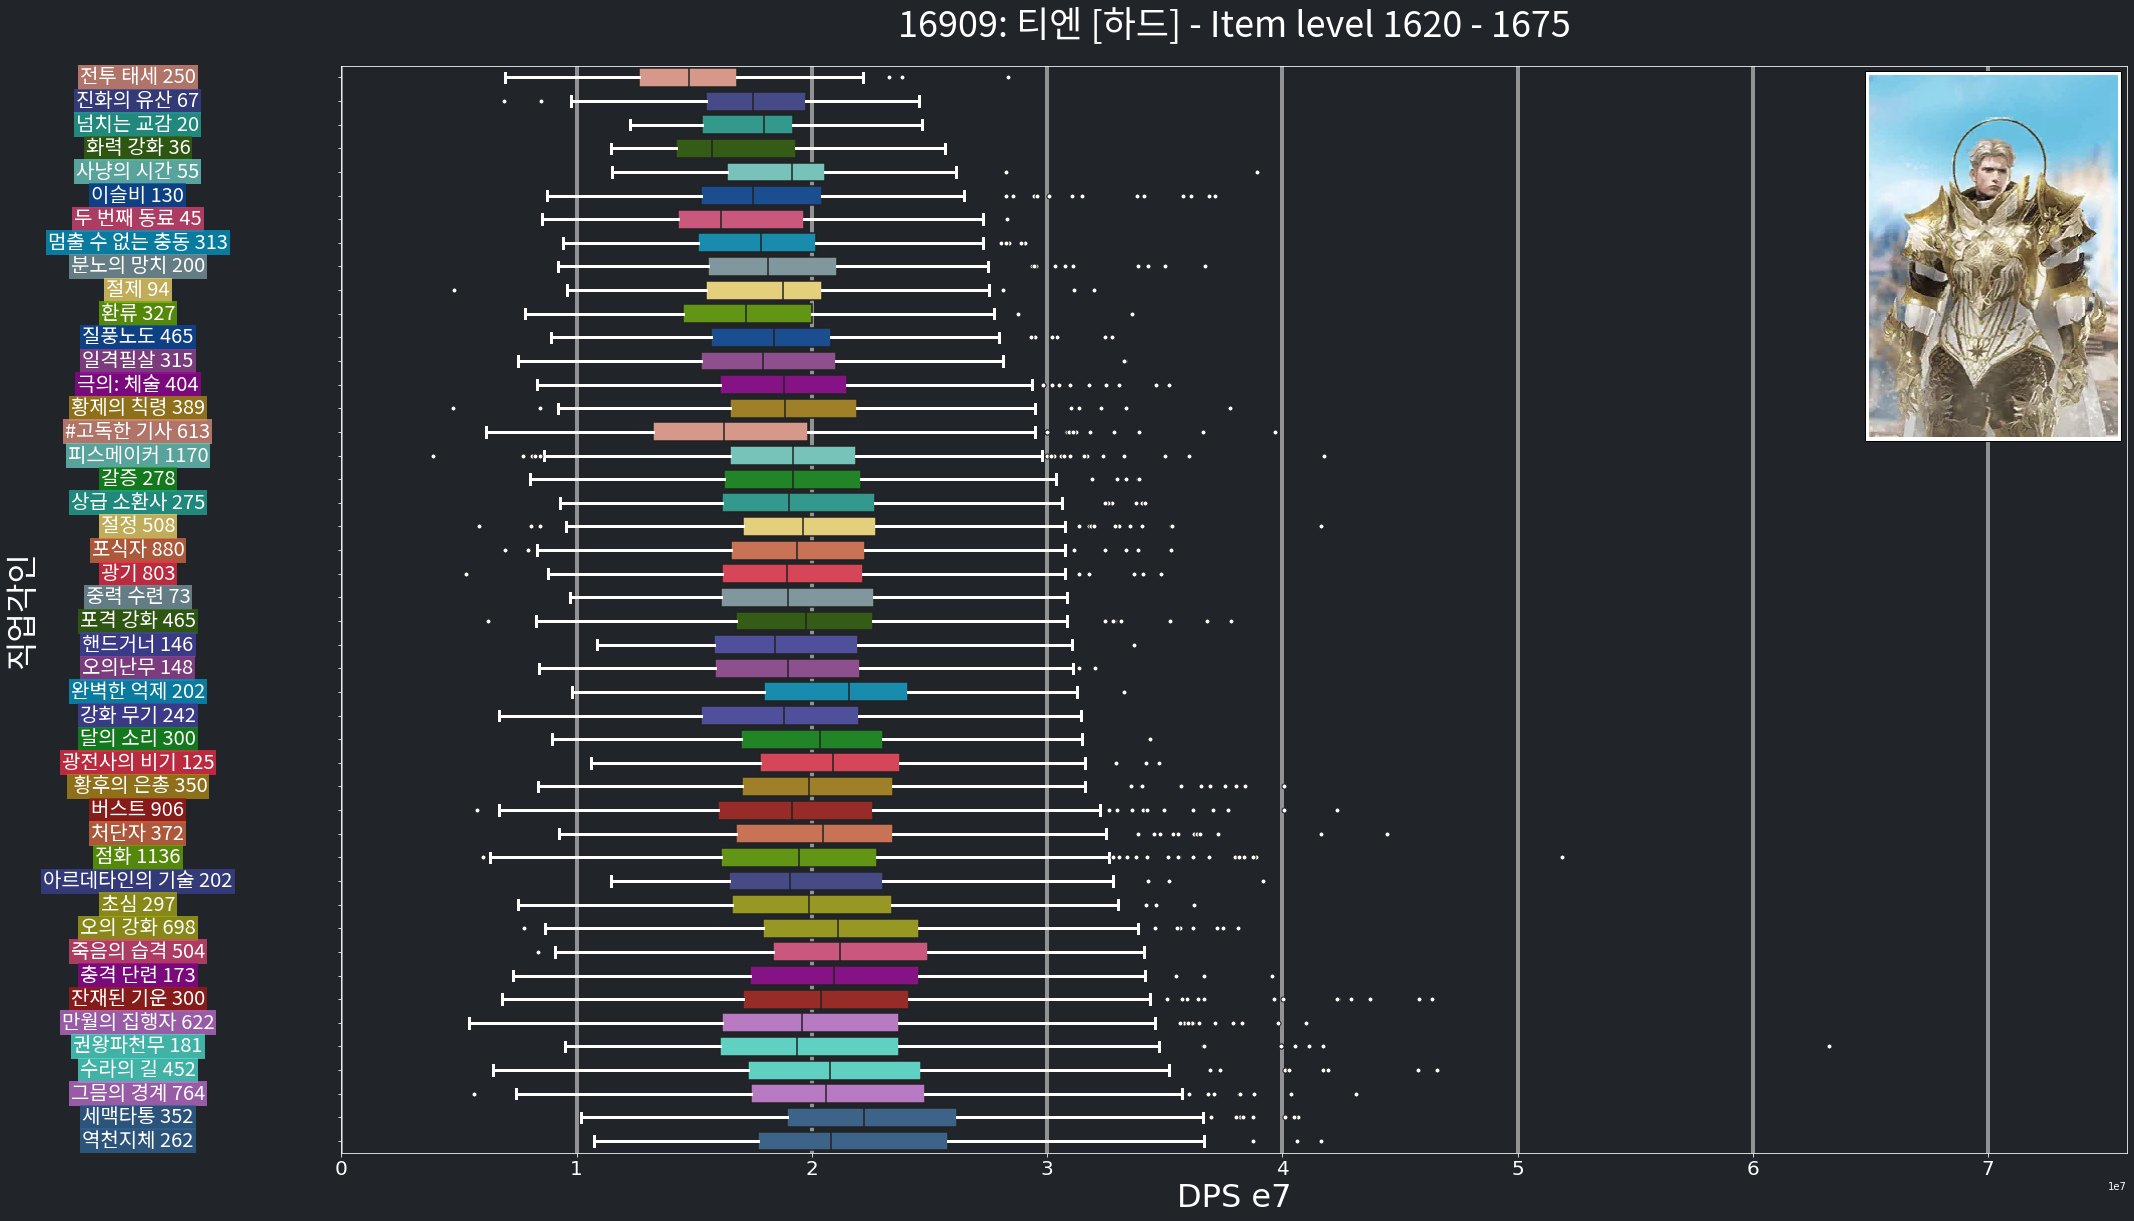 16909: 티엔 [하드] - Item level 1620 - 1675
전투 태세 250
진화의 유산 67
넘치는 교감 20
화력 강화 36
사냥의 시간 55
이슬비 130
두 번째 동료 45
멈출 수 없는 충동 313
분노의 망치 200
절제 94
환류 327
질풍노도 465
일격필살 315
극의: 체술 404
황제의 칙령 389
#고독한 기사 613
피스메이커 1170
갈증 278
상급 소환사 275
절정 508
포식자 880
광기 803
중력 수련 73
포격 강화 465
핸드거너 146
오의난무 148
완벽한 억제 202
강화 무기 242
달의 소리 300
광전사의 비기 125
황후의 은총 350
버스트 906
처단자 372
점화 1136
아르데타인의 기술 202
초심 297
오의 강화 698
죽음의 습격 504
충격 단련 173
잔재된 기운 300
만월의 집행자 622
권왕파천무 181
수라의 길 452
그믐의 경계 764
세맥타통 352
역천지체 262
직업각인
0 1 2 3 4 5 6 7
1e7
DPS e7